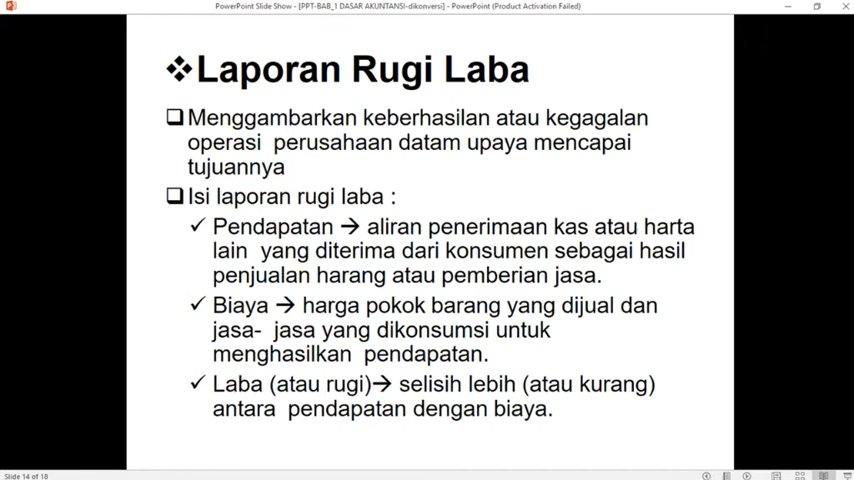 PowerPoint Slide Show - [PPT-BAB_1 DASAR AKUNTANSI-dikonversi] - PowerPoint (Product Activation Failed)
❖Laporan Rugi Laba
❑Menggambarkan keberhasilan atau kegagalan
operasi perusahaan datam upaya mencapai
tujuannya
❑Isi laporan rugi laba :
✓ Pendapatan → aliran penerimaan kas atau harta
lain yang diterima dari konsumen sebagai hasil
penjualan harang atau pemberian jasa.
✓ Biaya → harga pokok barang yang dijual dan
jasa- jasa yang dikonsumsi untuk
menghasilkan pendapatan.
✓ Laba (atau rugi)→ selisih lebih (atau kurang)
antara pendapatan dengan biaya.
Slide 14 of 18